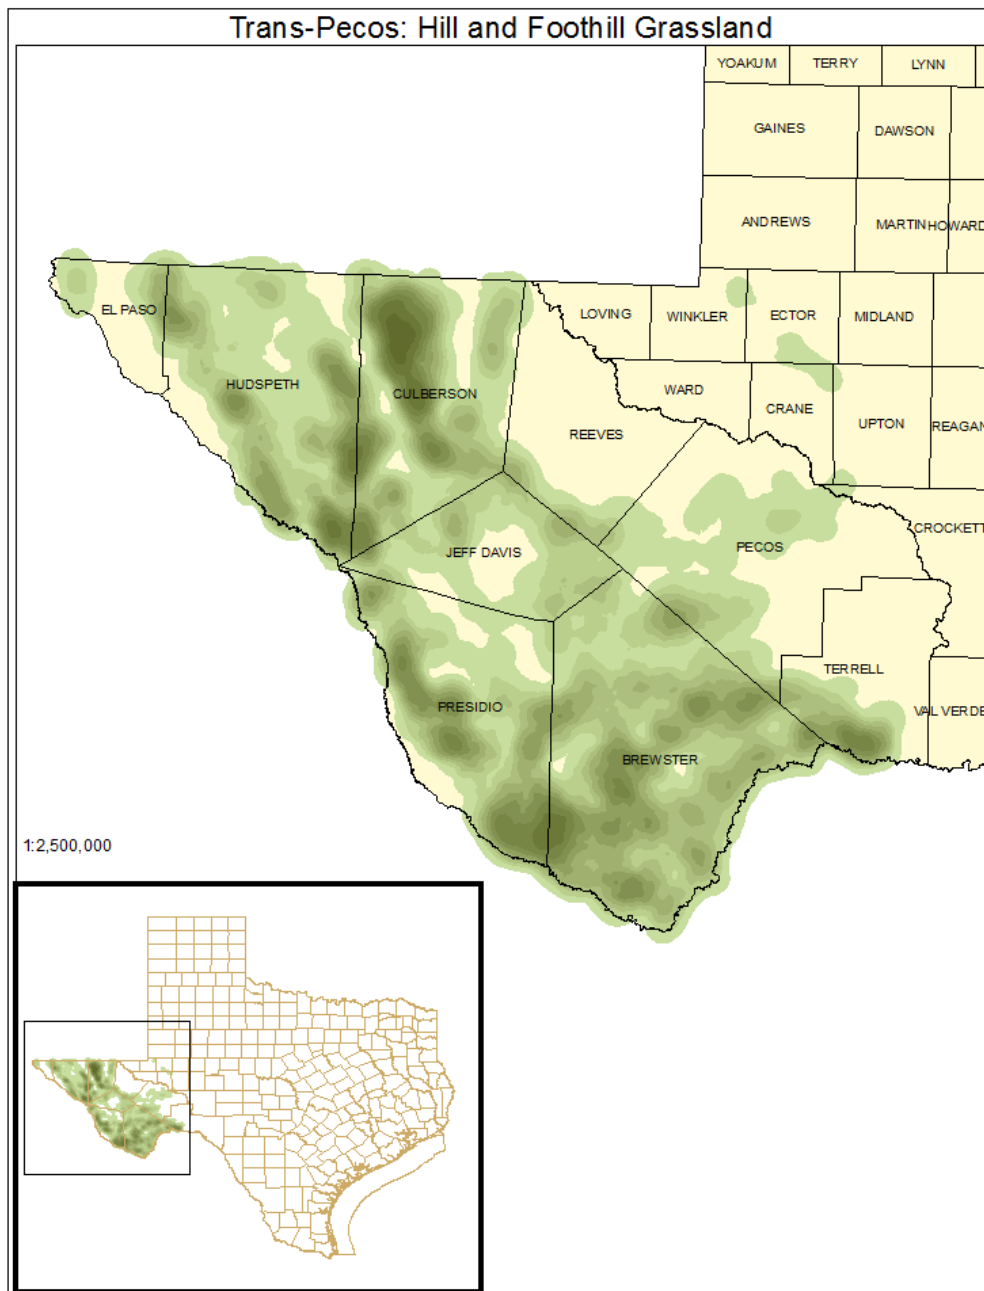 Trans-Pecos: Hill and Foothill Grassland
YOAKUM TERRY LYNN
GAINES DAWSON
ANDREWS MARTIN HOWARD
EL PASO LOVING WINKLER ECTOR MIDLAND
HUDSPETH CULBERSON WARD CRANE UPTON REAGAN
REEVES
CROCKETT
JEFF DAVIS PECOS
TERRELL
PRESIDIO VAL VERDE
BREWSTER
1:2,500,000